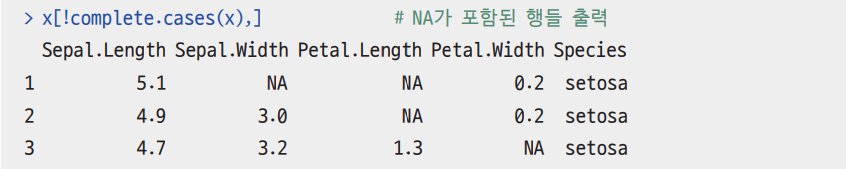 > x[!complete.cases(x),] # NA가 포함된 행들 출력
Sepal.Length Sepal.Width Petal.Length Petal.Width Species
1 5.1 NA NA 0.2 setosa
2 4.9 3.0 NA 0.2 setosa
3 4.7 3.2 1.3 NA setosa